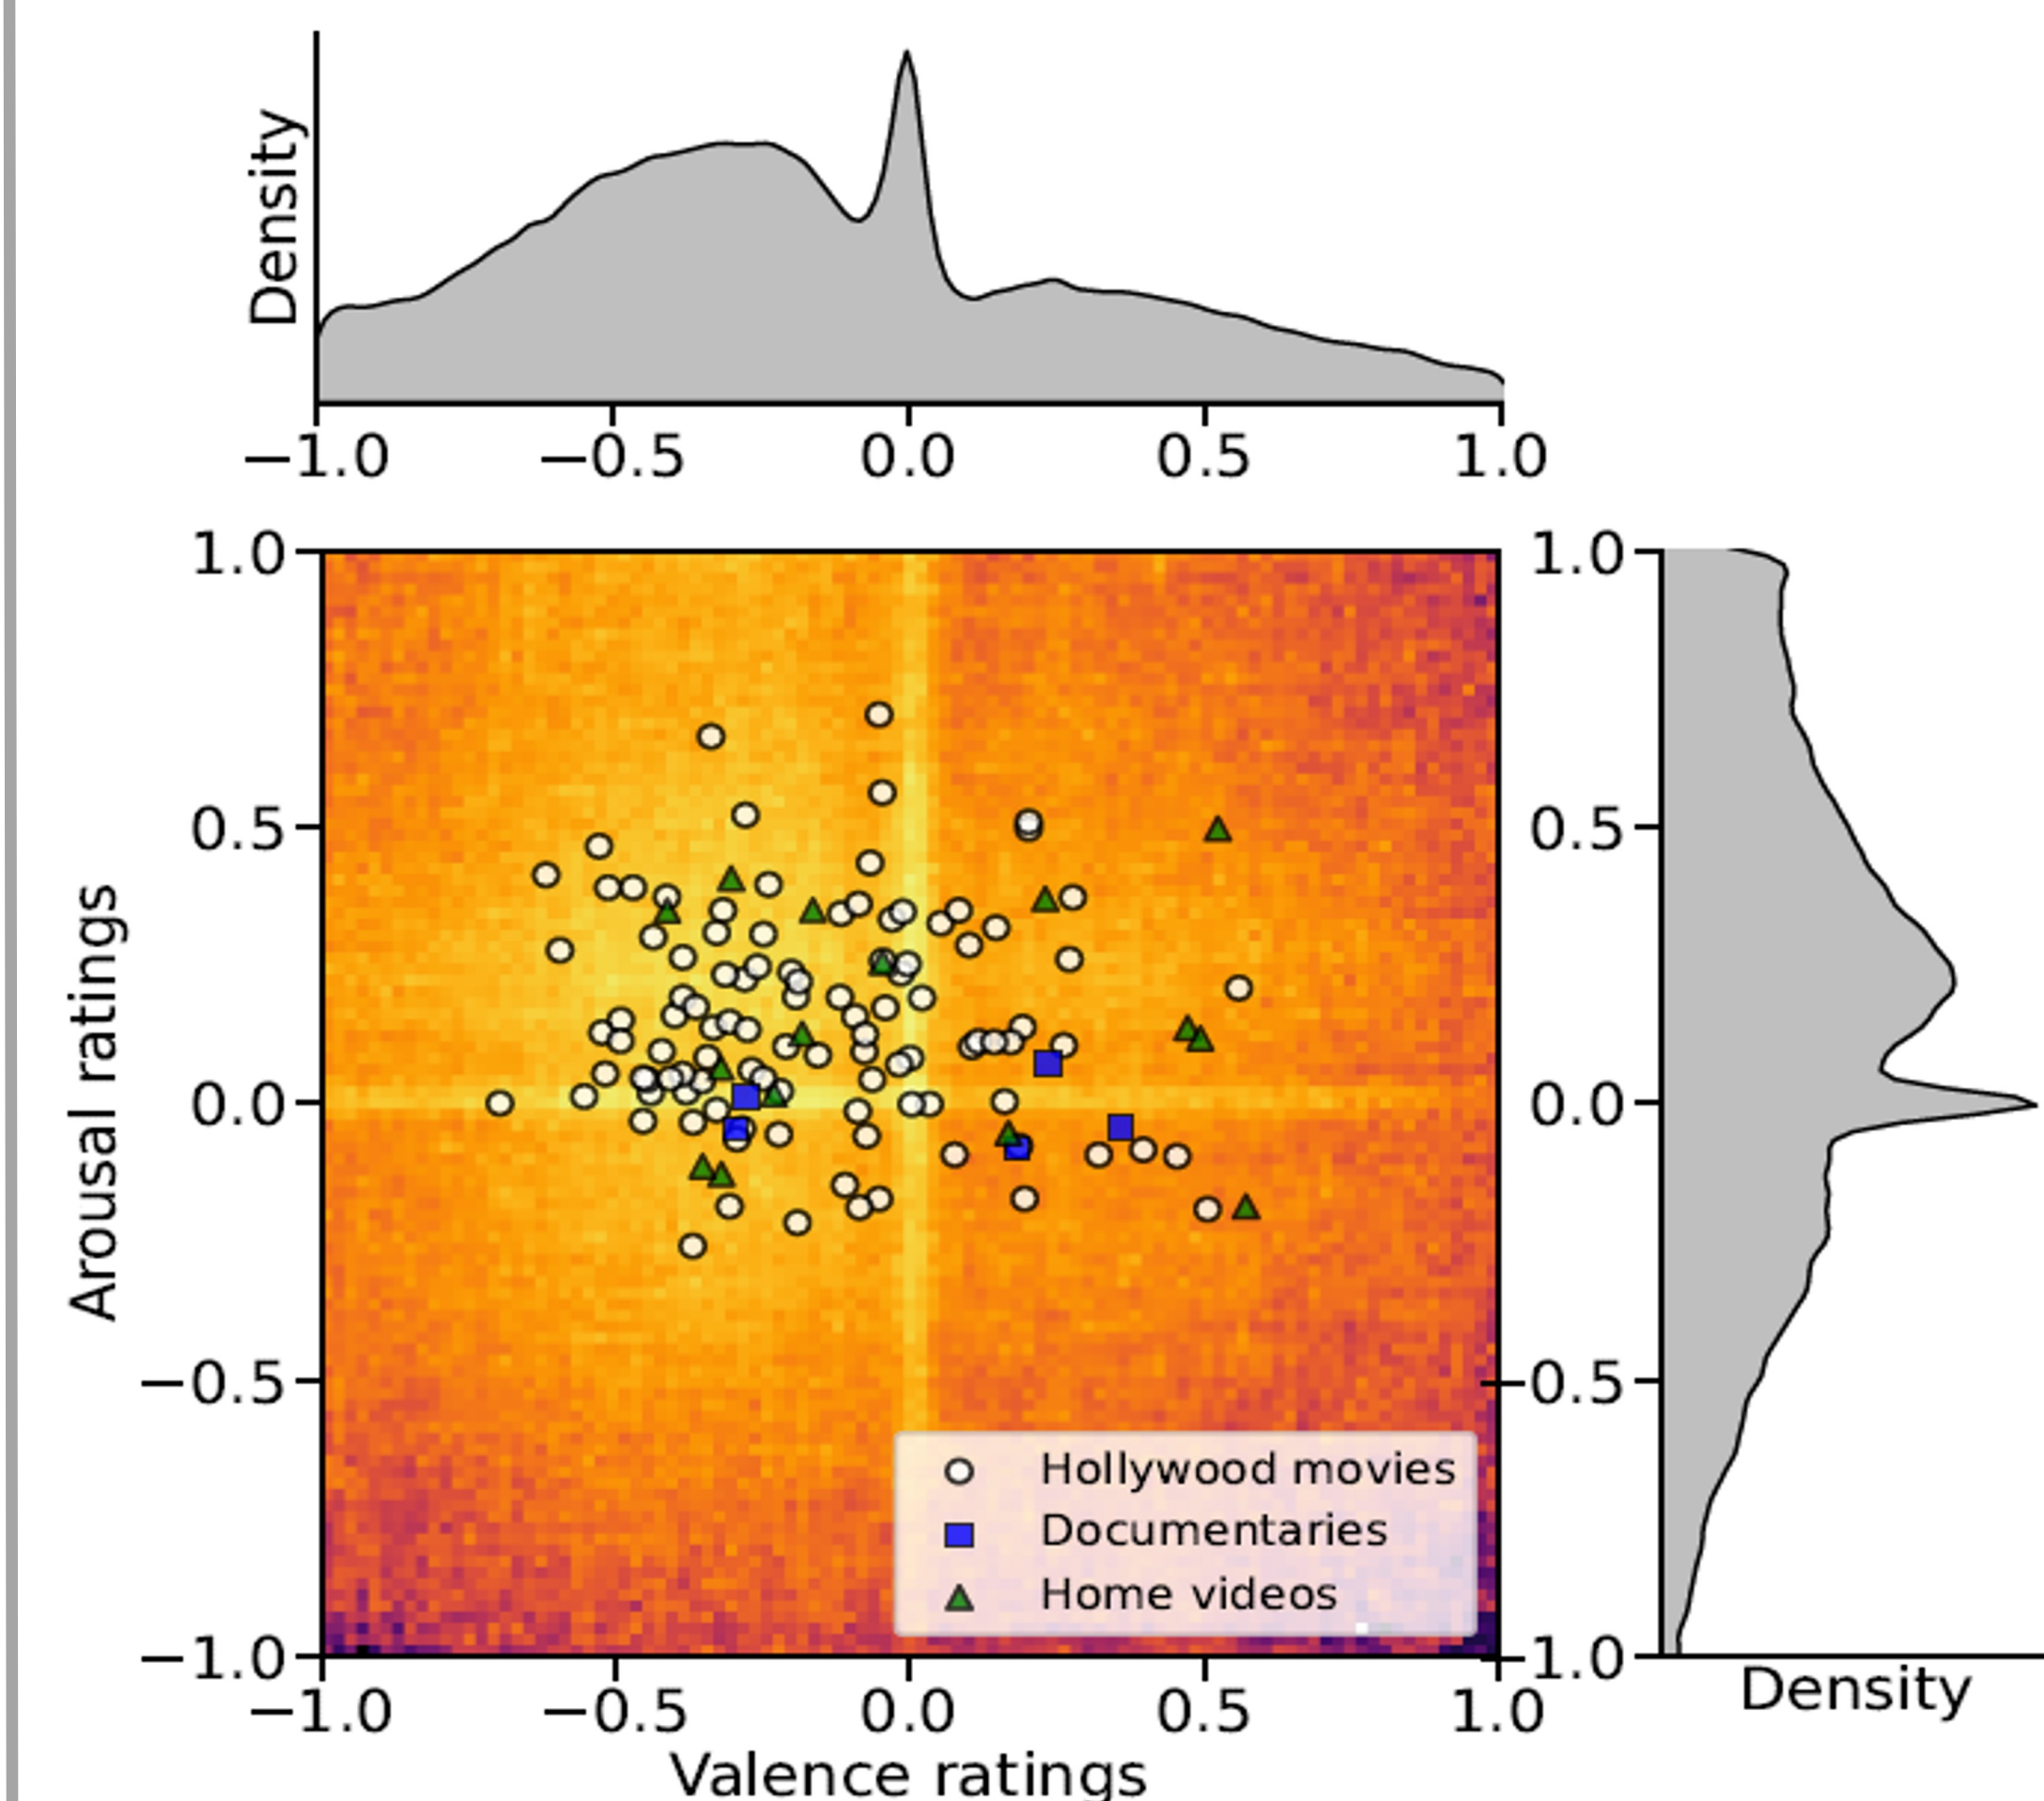 Density
−1.0 −0.5 0.0 0.5 1.0
1.0
0.5
0.0
−0.5
−1.0
Arousal ratings
−1.0 −0.5 0.0 0.5 1.0
Valence ratings
Hollywood movies
Documentaries
Home videos
1.0
0.5
0.0
−0.5
−1.0
Density